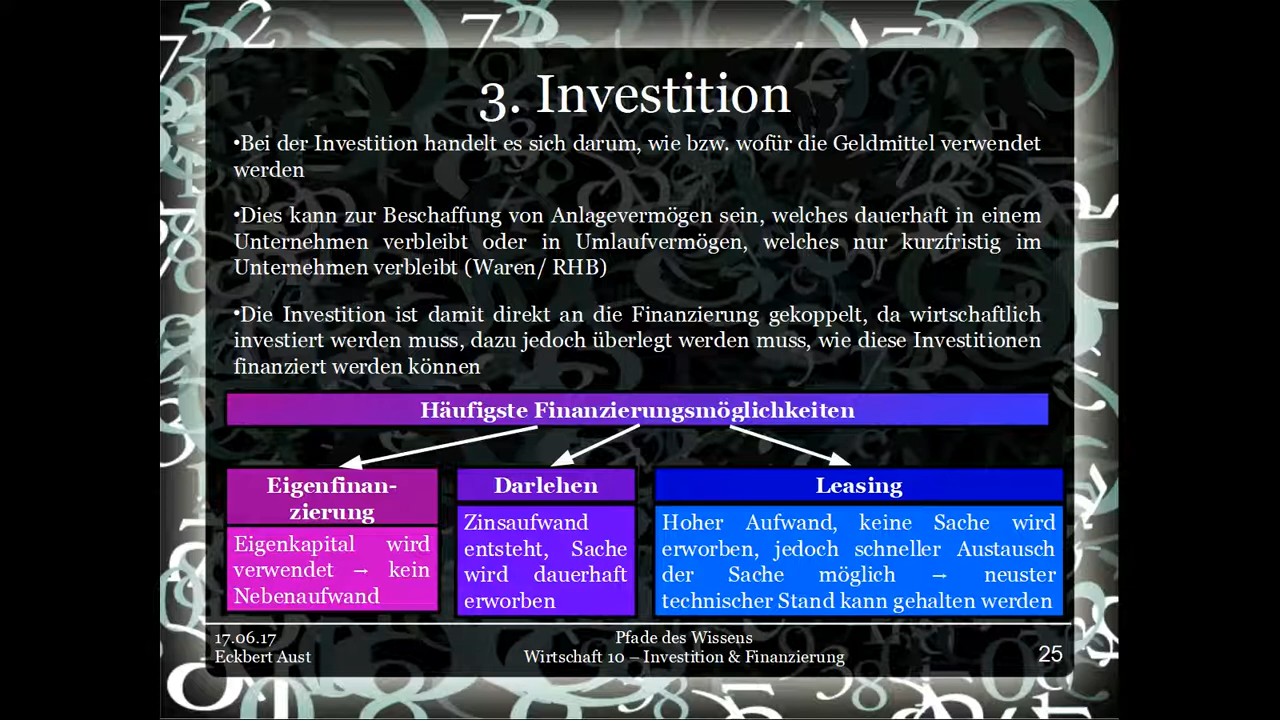 3. Investition
•Bei der Investition handelt es sich darum, wie bzw. wofür die Geldmittel verwendet
werden
•Dies kann zur Beschaffung von Anlagevermögen sein, welches dauerhaft in einem
Unternehmen verbleibt oder in Umlaufvermögen, welches nur kurzfristig im
Unternehmen verbleibt (Waren/ RHB)
•Die Investition ist damit direkt an die Finanzierung gekoppelt, da wirtschaftlich
investiert werden muss, dazu jedoch überlegt werden muss, wie diese Investitionen
finanziert werden können
Häufigste Finanzierungsmöglichkeiten
Eigenfinan-
zierung
Eigenkapital wird
verwendet → kein
Nebenaufwand
Darlehen
Zinsaufwand
entsteht, Sache
wird dauerhaft
erworben
Leasing
Hoher Aufwand, keine Sache wird
erworben, jedoch schneller Austausch
der Sache möglich → neuster
technischer Stand kann gehalten werden
17.06.17
Eckbert Aust
Pfade des Wissens
Wirtschaft 10 – Investition & Finanzierung
25